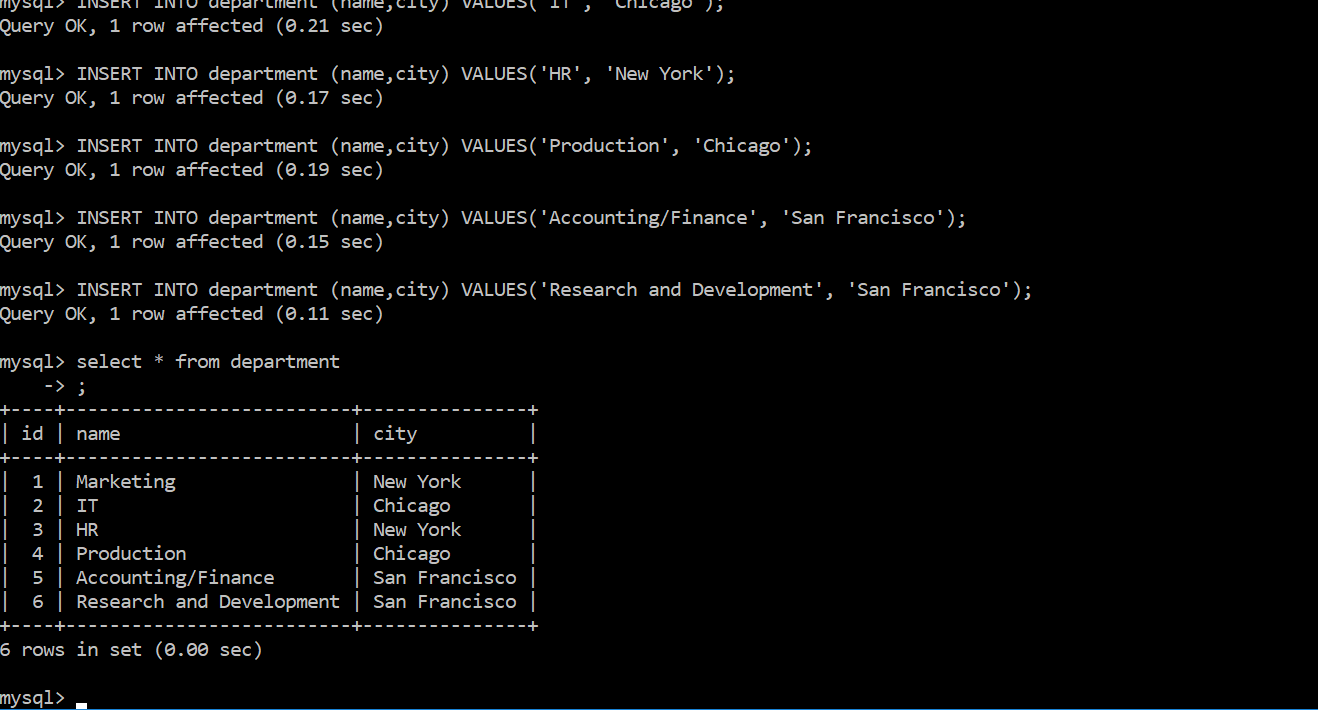 mysql> INSERT INTO department (name,city) VALUES('IT', 'Chicago');
Query OK, 1 row affected (0.21 sec)
mysql> INSERT INTO department (name,city) VALUES('HR', 'New York');
Query OK, 1 row affected (0.17 sec)
mysql> INSERT INTO department (name,city) VALUES('Production', 'Chicago');
Query OK, 1 row affected (0.19 sec)
mysql> INSERT INTO department (name,city) VALUES('Accounting/Finance', 'San Francisco');
Query OK, 1 row affected (0.15 sec)
mysql> INSERT INTO department (name,city) VALUES('Research and Development', 'San Francisco');
Query OK, 1 row affected (0.11 sec)
mysql> select * from department
    -> ;
+----+--------------------------+---------------+
| id | name                     | city          |
+----+--------------------------+---------------+
|  1 | Marketing                | New York      |
|  2 | IT                       | Chicago       |
|  3 | HR                       | New York      |
|  4 | Production               | Chicago       |
|  5 | Accounting/Finance       | San Francisco |
|  6 | Research and Development | San Francisco |
+----+--------------------------+---------------+
6 rows in set (0.00 sec)
mysql>